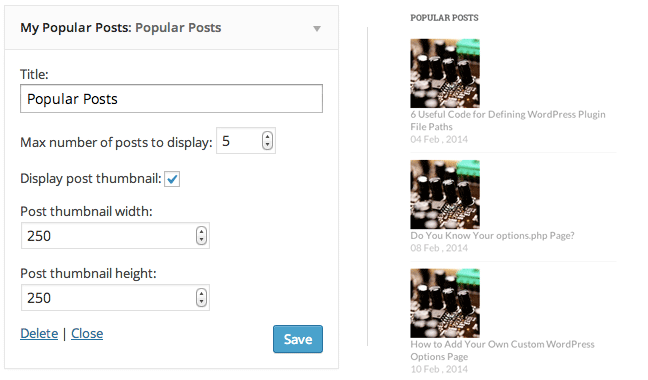 My Popular Posts: Popular Posts
Title:
Popular Posts
Max number of posts to display: 5
Display post thumbnail:
Post thumbnail width:
250
Post thumbnail height:
250
Delete | Close
Save
POPULAR POSTS
6 Useful Code for Defining WordPress Plugin
File Paths
04 Feb , 2014
Do You Know Your options.php Page?
08 Feb , 2014
How to Add Your Own Custom WordPress
Options Page
10 Feb , 2014